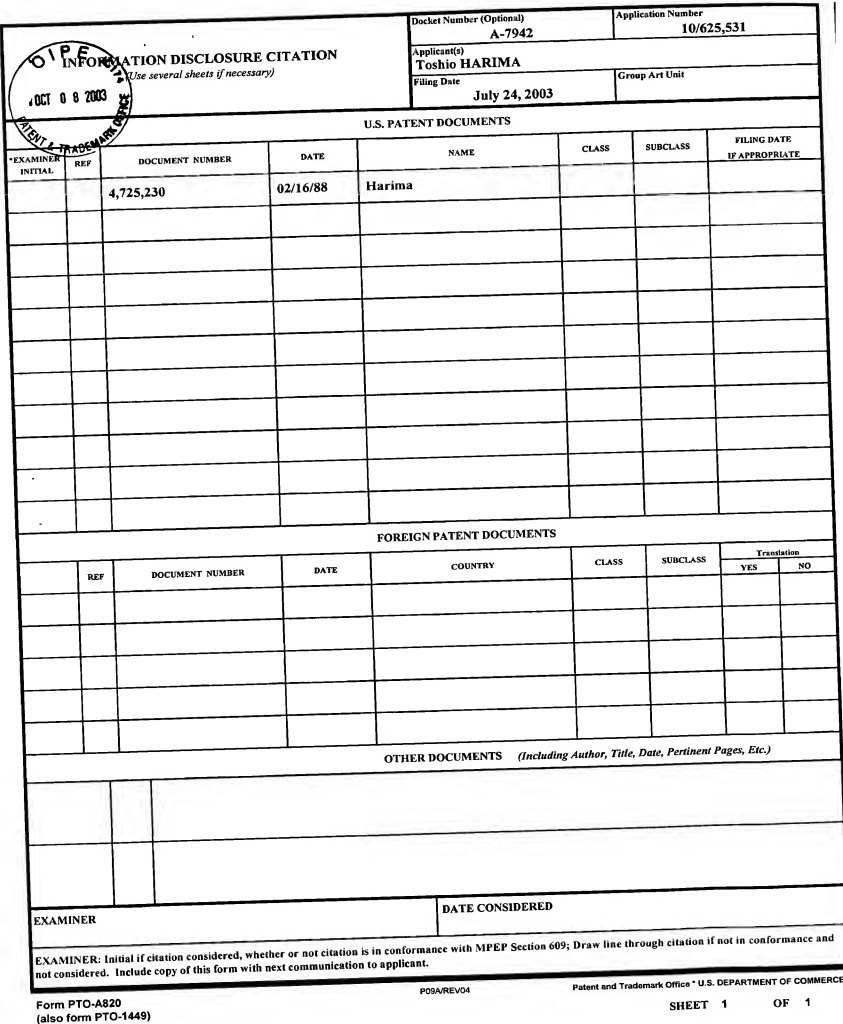 Docket Number (Optional)
A-7942
Application Number
10/625,531
INFORMATION DISCLOSURE CITATION
(Use several sheets if necessary)
Applicant(s)
Toshio HARIMA
Filing Date
July 24, 2003
Group Art Unit
OIPE
OCT 08 2003
PATENT & TRADEMARK OFFICE
U.S. PATENT DOCUMENTS
*EXAMINER INITIAL REF DOCUMENT NUMBER DATE NAME CLASS SUBCLASS FILING DATE IF APPROPRIATE
4,725,230 02/16/88 Harima
FOREIGN PATENT DOCUMENTS
REF DOCUMENT NUMBER DATE COUNTRY CLASS SUBCLASS Translation
YES NO
OTHER DOCUMENTS (Including Author, Title, Date, Pertinent Pages, Etc.)
EXAMINER
DATE CONSIDERED
EXAMINER: Initial if citation considered, whether or not citation is in conformance with MPEP Section 609; Draw line through citation if not in conformance and
not considered. Include copy of this form with next communication to applicant.
Form PTO-A820
(also form PTO-1449)
P09A/REV04
Patent and Trademark Office * U.S. DEPARTMENT OF COMMERCE
SHEET 1 OF 1